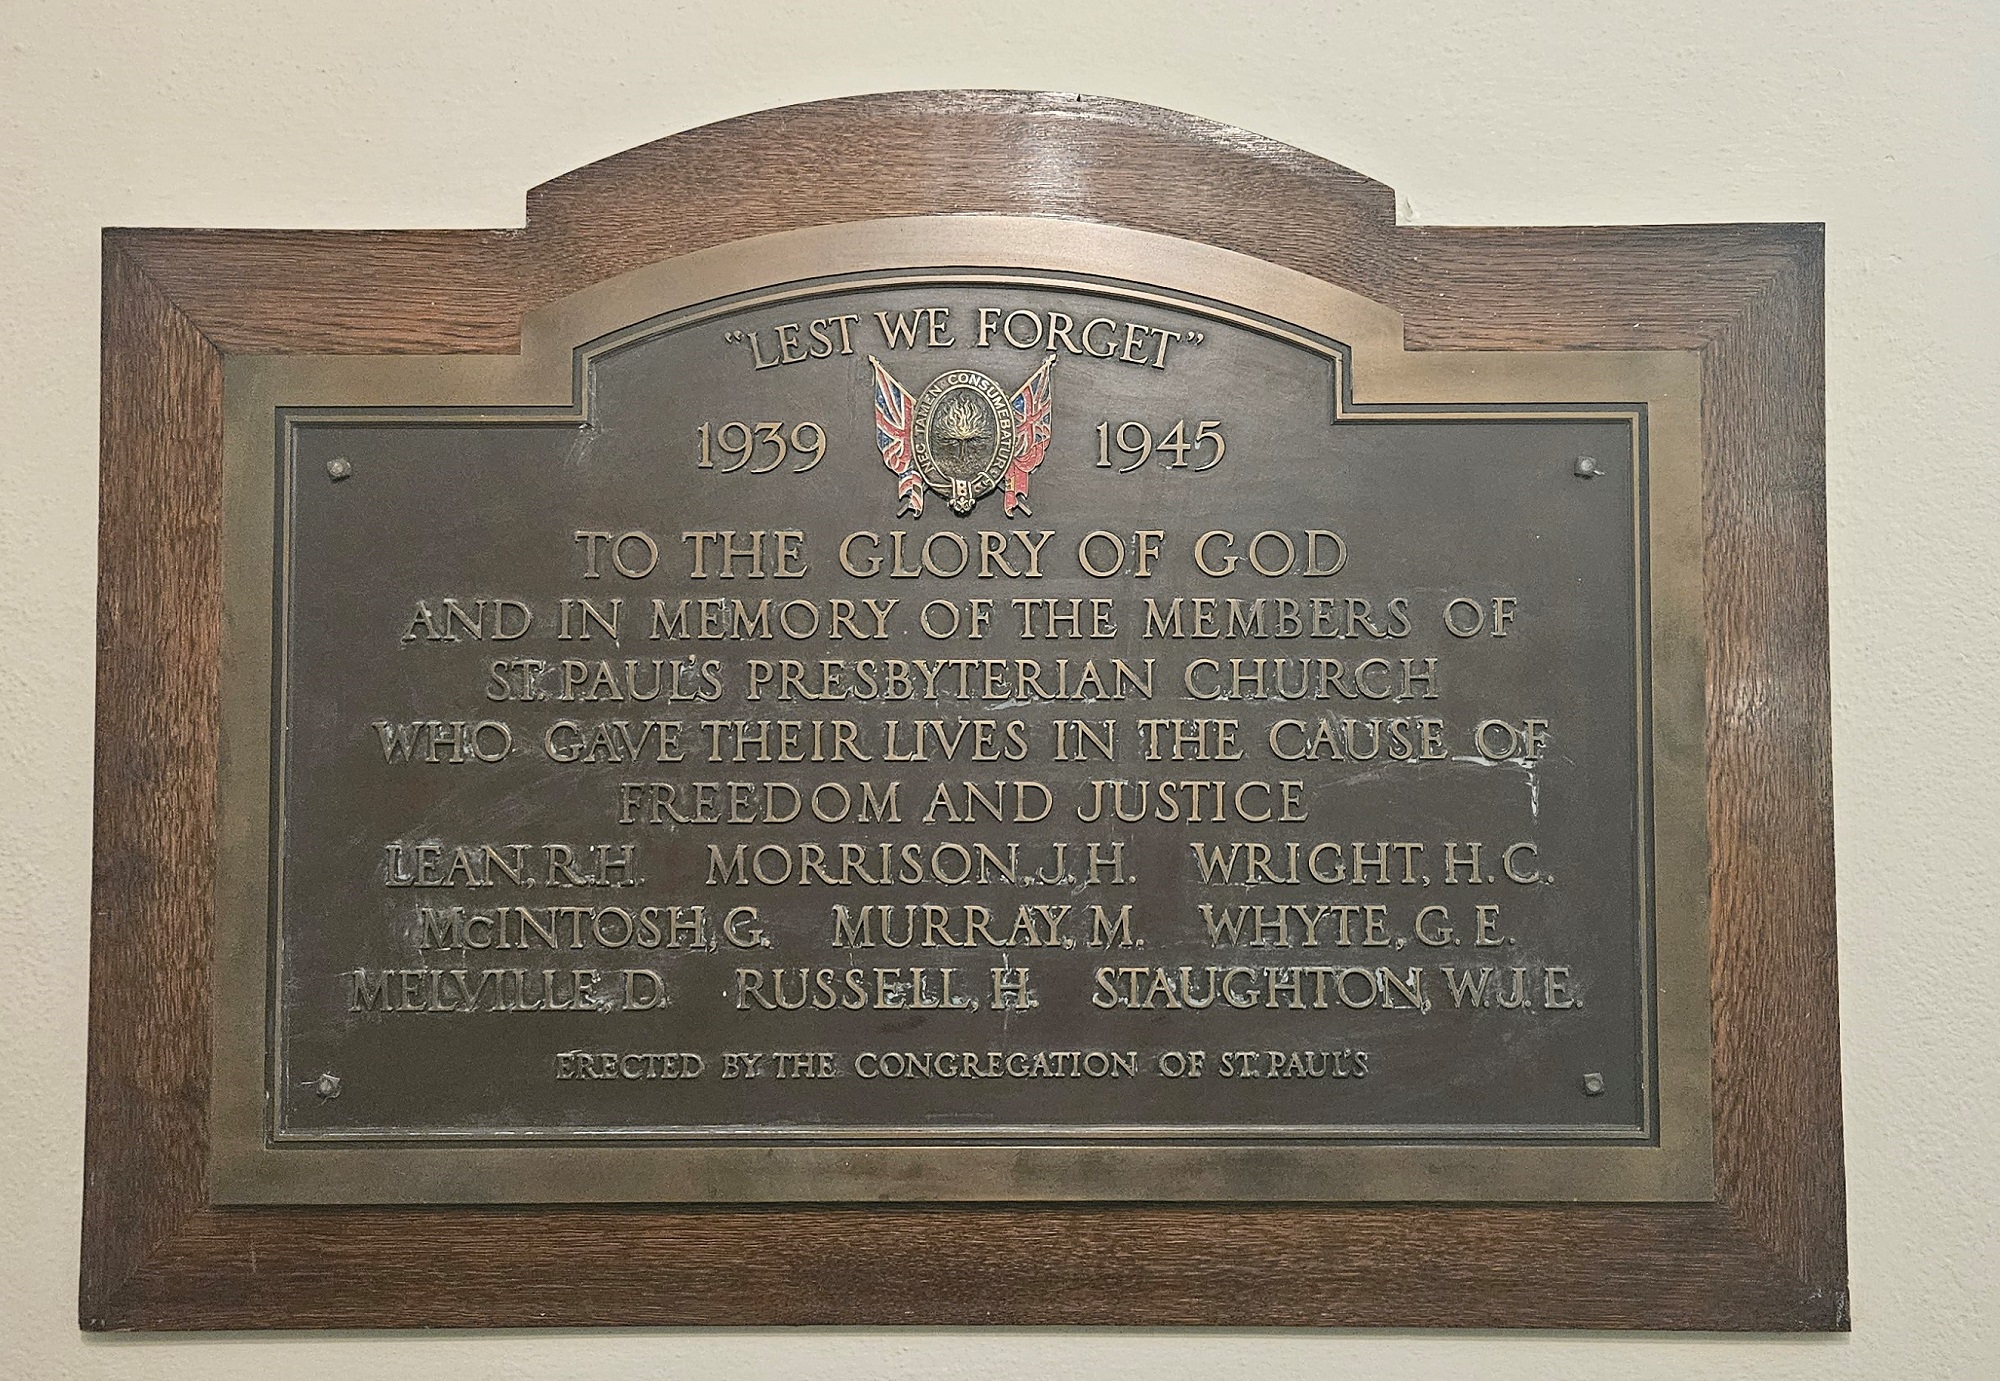 "LEST WE FORGET"
NEC TAMEN CONSUMEBATUR
1939 1945
TO THE GLORY OF GOD
AND IN MEMORY OF THE MEMBERS OF
ST. PAUL'S PRESBYTERIAN CHURCH
WHO GAVE THEIR LIVES IN THE CAUSE OF
FREEDOM AND JUSTICE
LEAN, R.H. MORRISON, J.H. WRIGHT, H.C.
McINTOSH, G. MURRAY, M. WHYTE, G.E.
MELVILLE, D. RUSSELL, H. STAUGHTON, W.J.E.
ERECTED BY THE CONGREGATION OF ST. PAUL'S